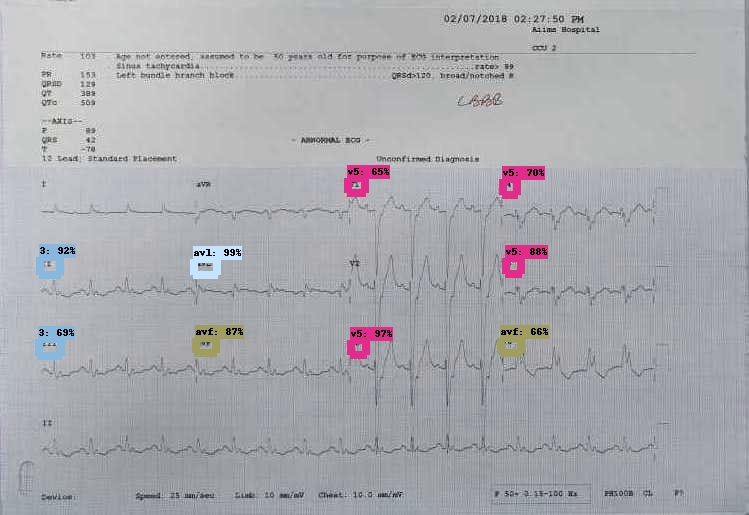 02/07/2018 02:27:50 PM
Aiims Hospital
CCU 2
Rate 103 . Age not entered, assumed to be 50 years old for purpose of ECG interpretation
. Sinus tachycardia....rate> 99
PR 153 . Left bundle branch block....QRSd>120, broad/notched R
QRSD 129
QT 389
QTc 509
LBBB
--AXIS--
P 89
QRS 42
T -78
- ABNORMAL ECG -
12 Lead; Standard Placement Unconfirmed Diagnosis
v5: 65% v5: 70%
I aVR
3: 92% avl: 99% V2 v5: 88%
3: 69% avf: 87% v5: 97% avf: 66%
III
II
Device: Speed: 25 mm/sec Limb: 10 mm/mV Chest: 10.0 mm/mV F 50~ 0.15-100 Hz PH100B CL P?